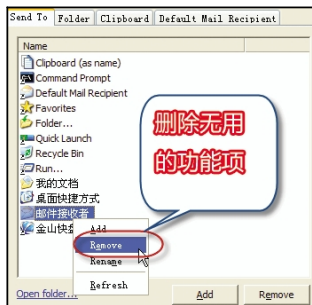 Send To Folder Clipboard Default Mail Recipient
Name
Clipboard (as name)
Command Prompt
Default Mail Recipient
Favorites
Folder...
Quick Launch
Recycle Bin
Run...
我的文档
桌面快捷方式
邮件接收者
金山快
删除无用
的功能项
Add
Remove
Rename
Refresh
Open folder...
Add
Remove